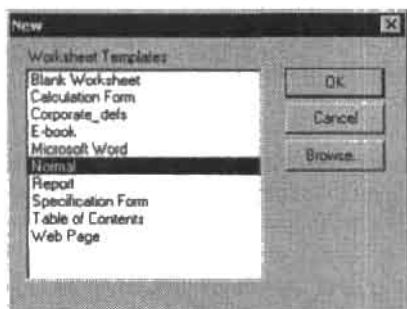 New
Worksheet Templates
Blank Worksheet
Calculation Form
Corporate_defs
E-book
Microsoft Word
Normal
Report
Specification Form
Table of Contents
Web Page
OK
Cancel
Browse...